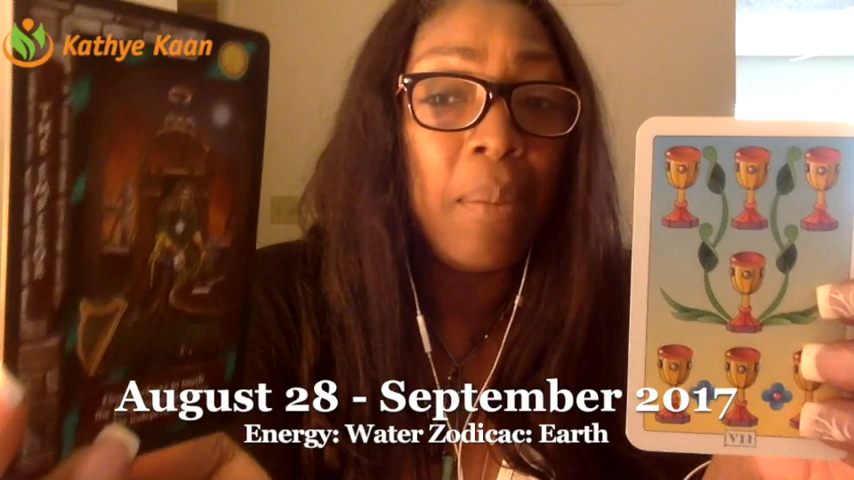 Kathye Kaan
THE EMPEROR
August 28 - September 2017
Energy: Water Zodicac: Earth
VII